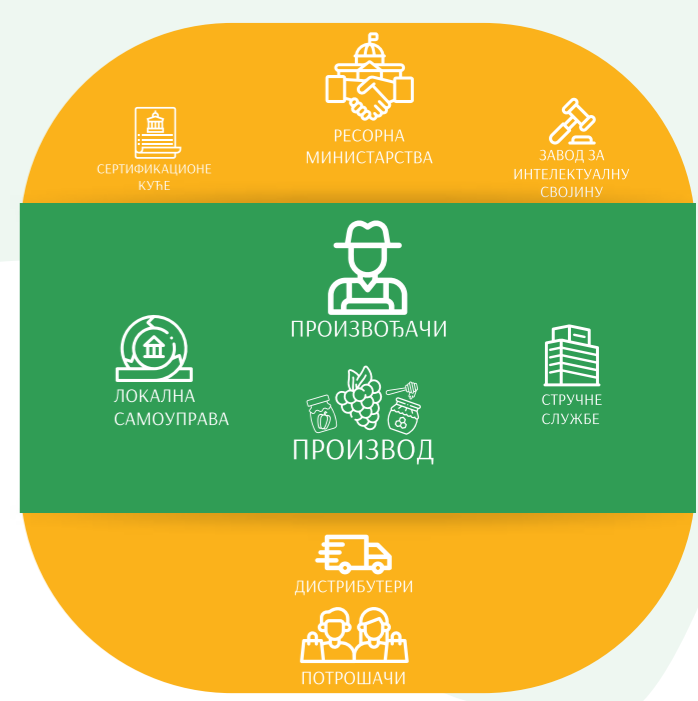 РЕСОРНА
МИНИСТАРСТВА
СЕРТИФИКАЦИОНЕ
КУЋЕ
ЗАВОД ЗА
ИНТЕЛЕКТУАЛНУ
СВОЈИНУ
ПРОИЗВОЂАЧИ
ЛОКАЛНА
САМОУПРАВА
СТРУЧНЕ
СЛУЖБЕ
ПРОИЗВОД
ДИСТРИБУТЕРИ
ПОТРОШАЧИ